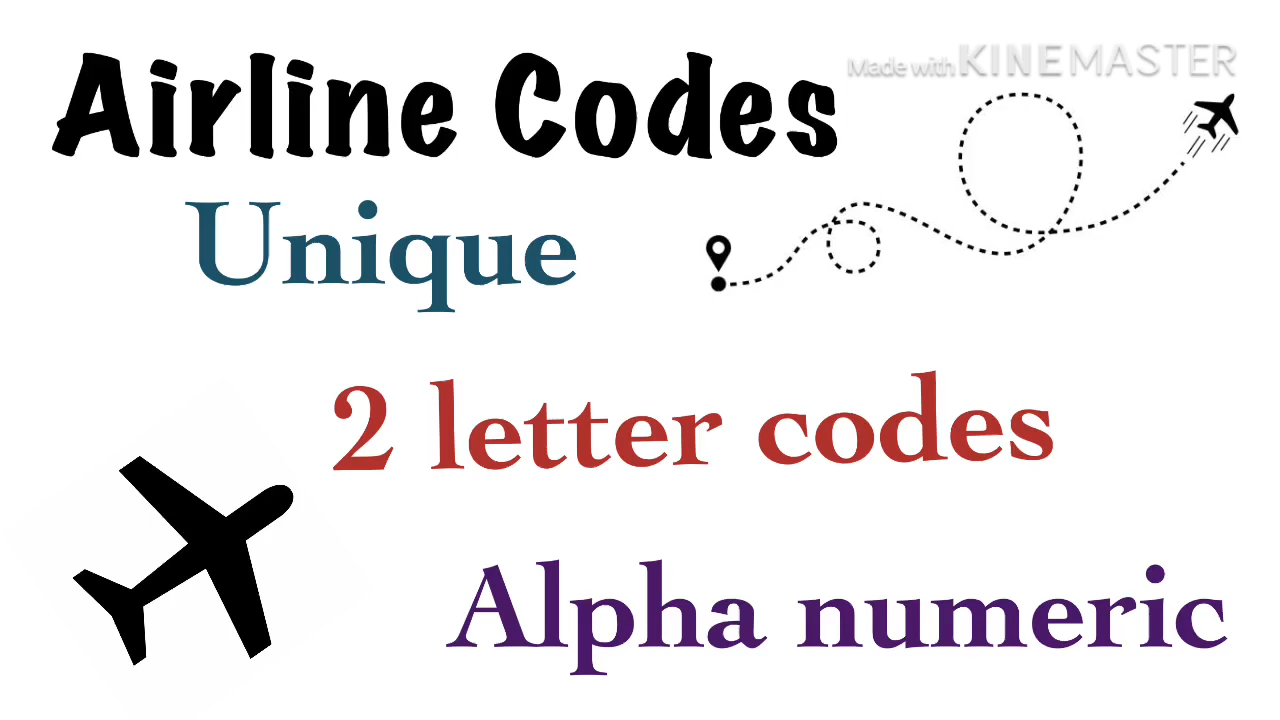 Airline Codes
Made with KINEMASTER
Unique
2 letter codes
Alpha numeric